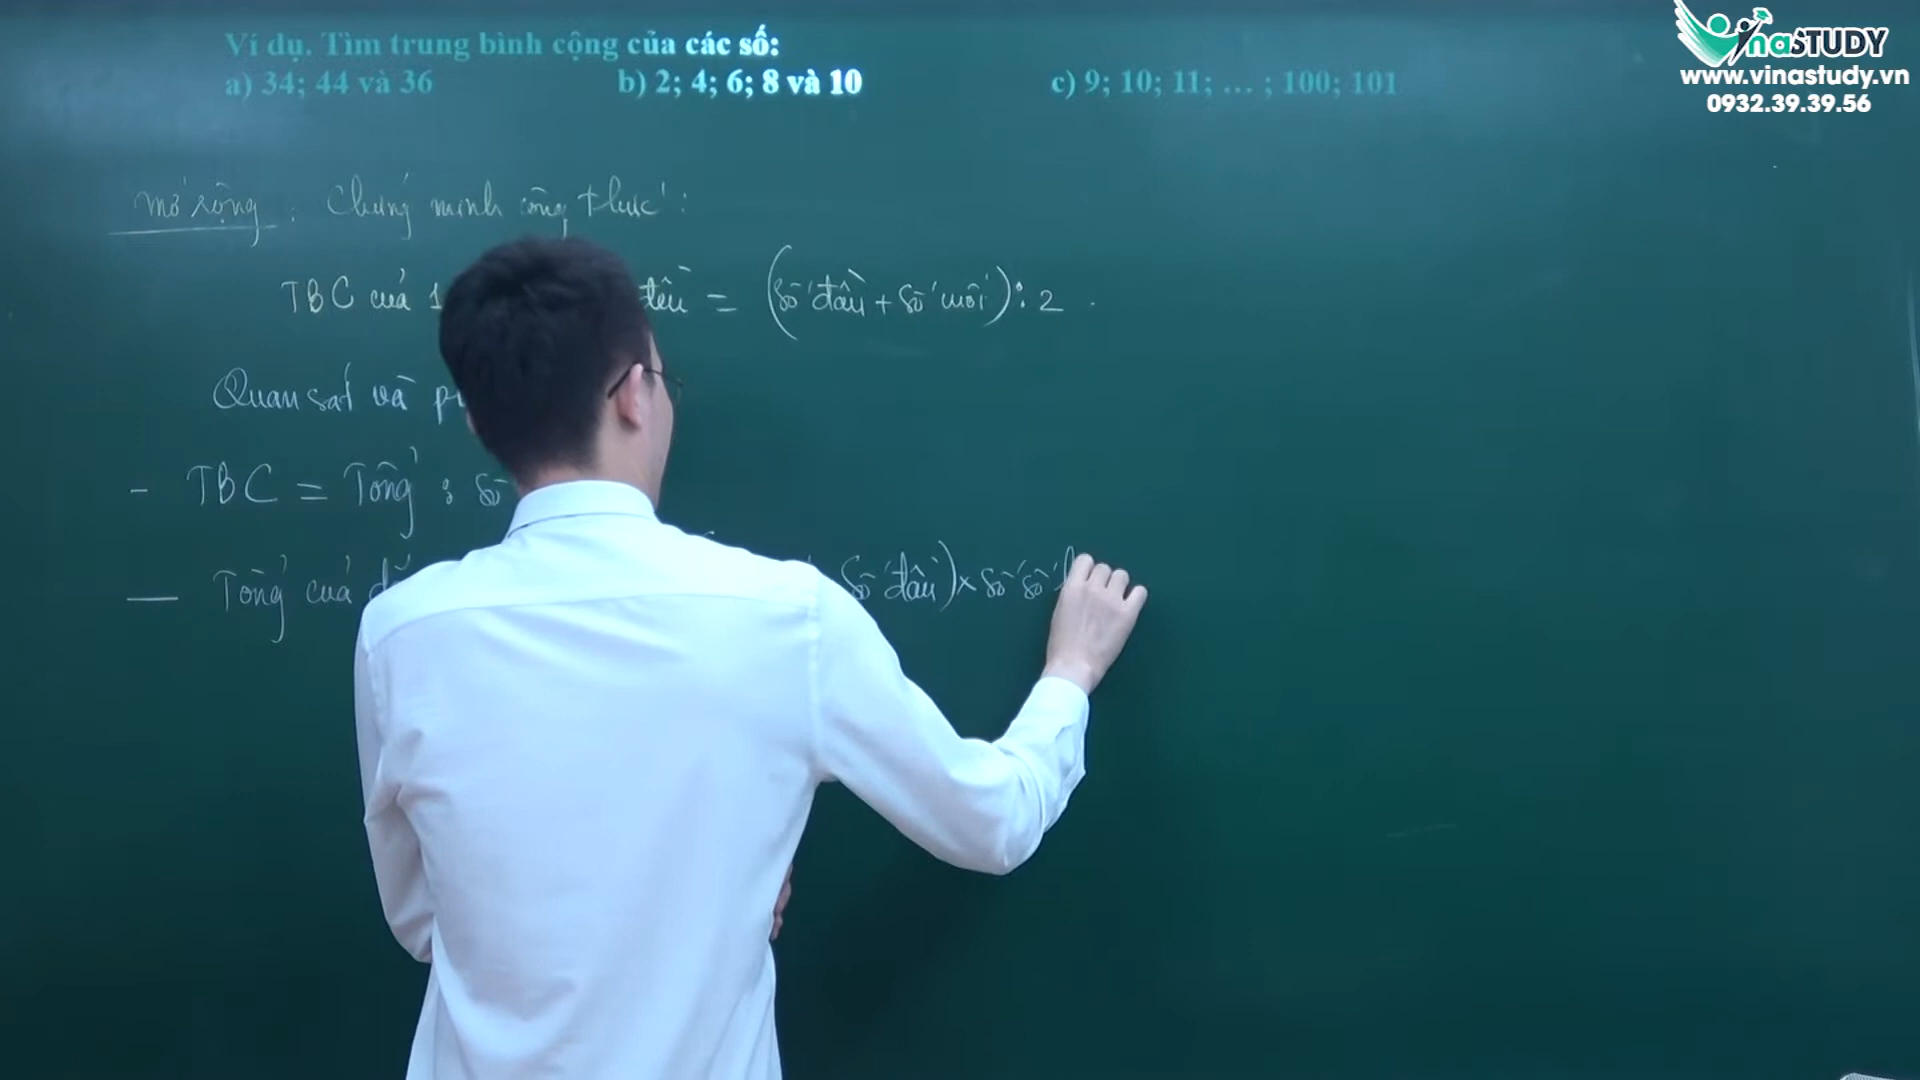 Ví dụ. Tìm trung bình cộng của các số:
a) 34; 44 và 36 b) 2; 4; 6; 8 và 10 c) 9; 10; 11; ... ; 100; 101
VinaSTUDY
www.vinastudy.vn
0932.39.39.56
Mở rộng: Chứng minh công thức:
TBC của 1 đều = (số đầu + số cuối) : 2
Quan sát và
- TBC = Tổng : số
- Tổng của số đầu) x số số